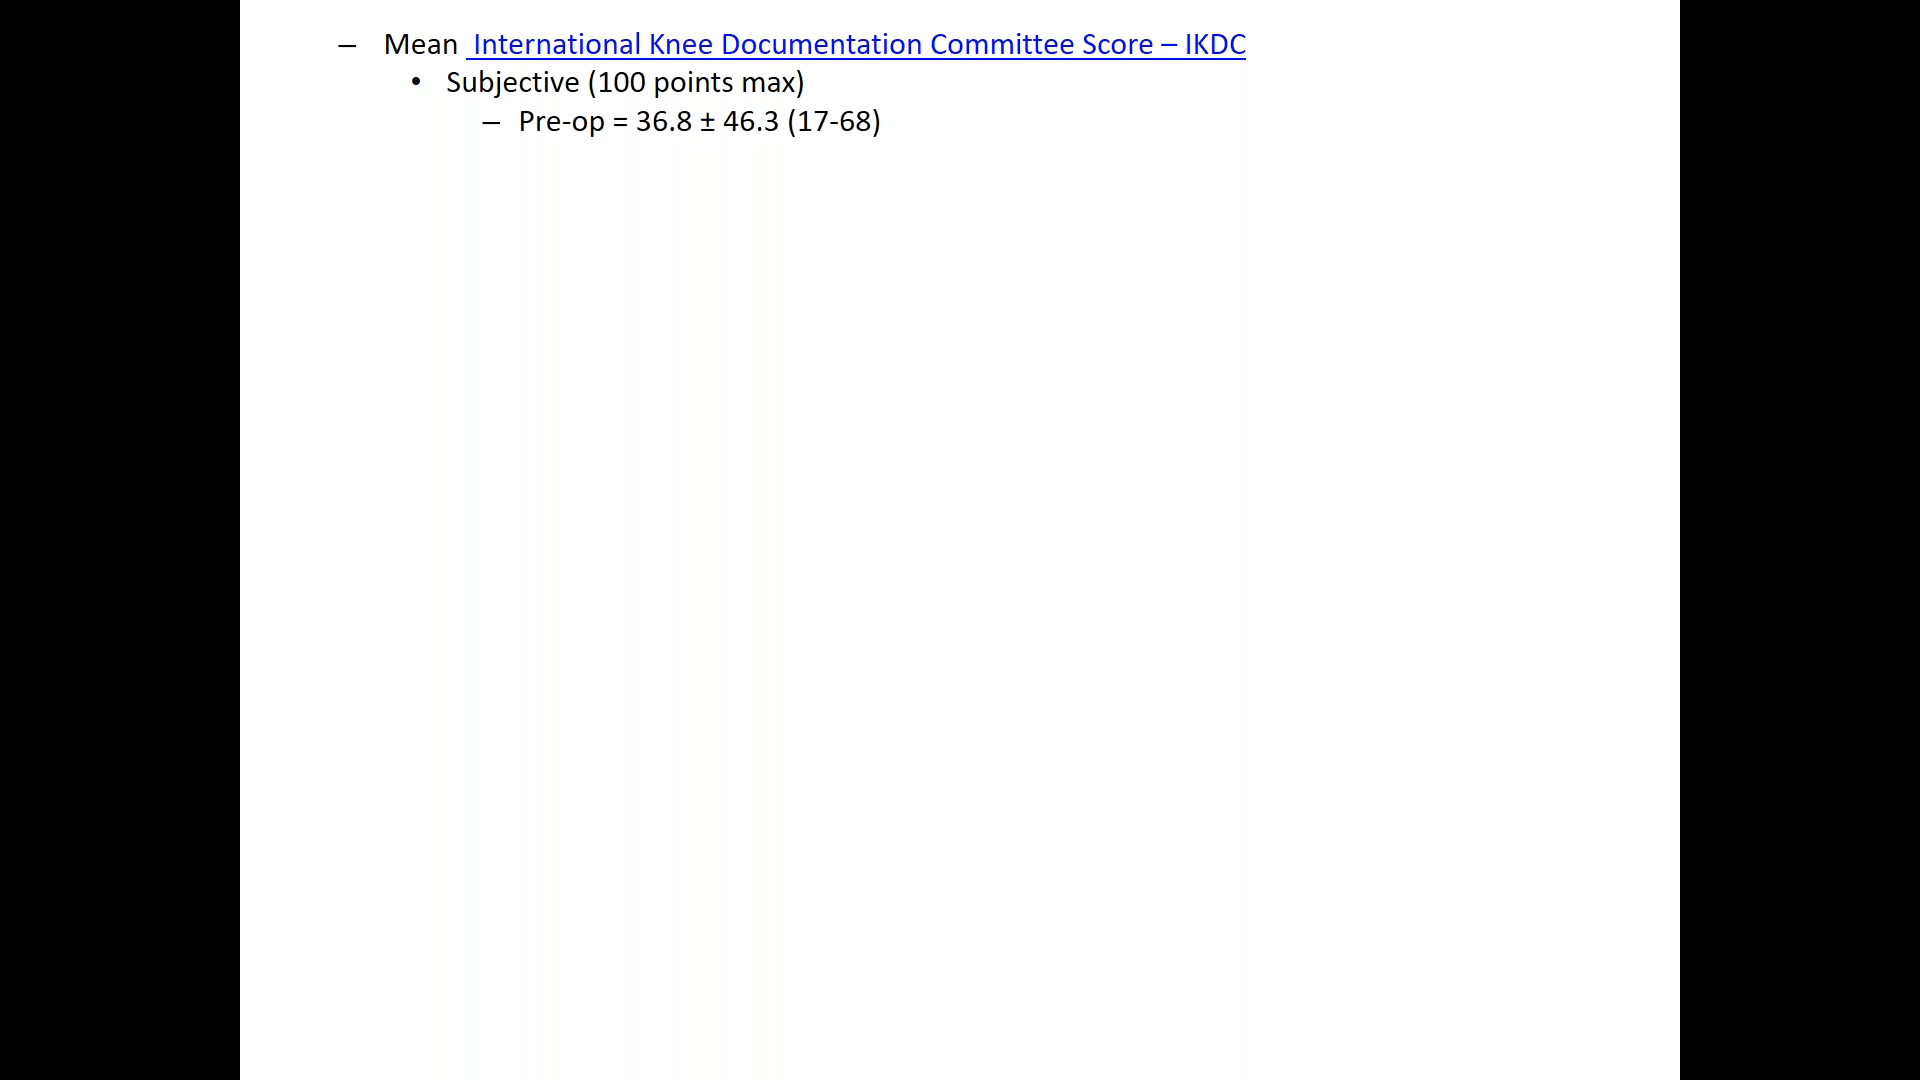 – Mean International Knee Documentation Committee Score – IKDC
• Subjective (100 points max)
– Pre-op = 36.8 ± 46.3 (17-68)